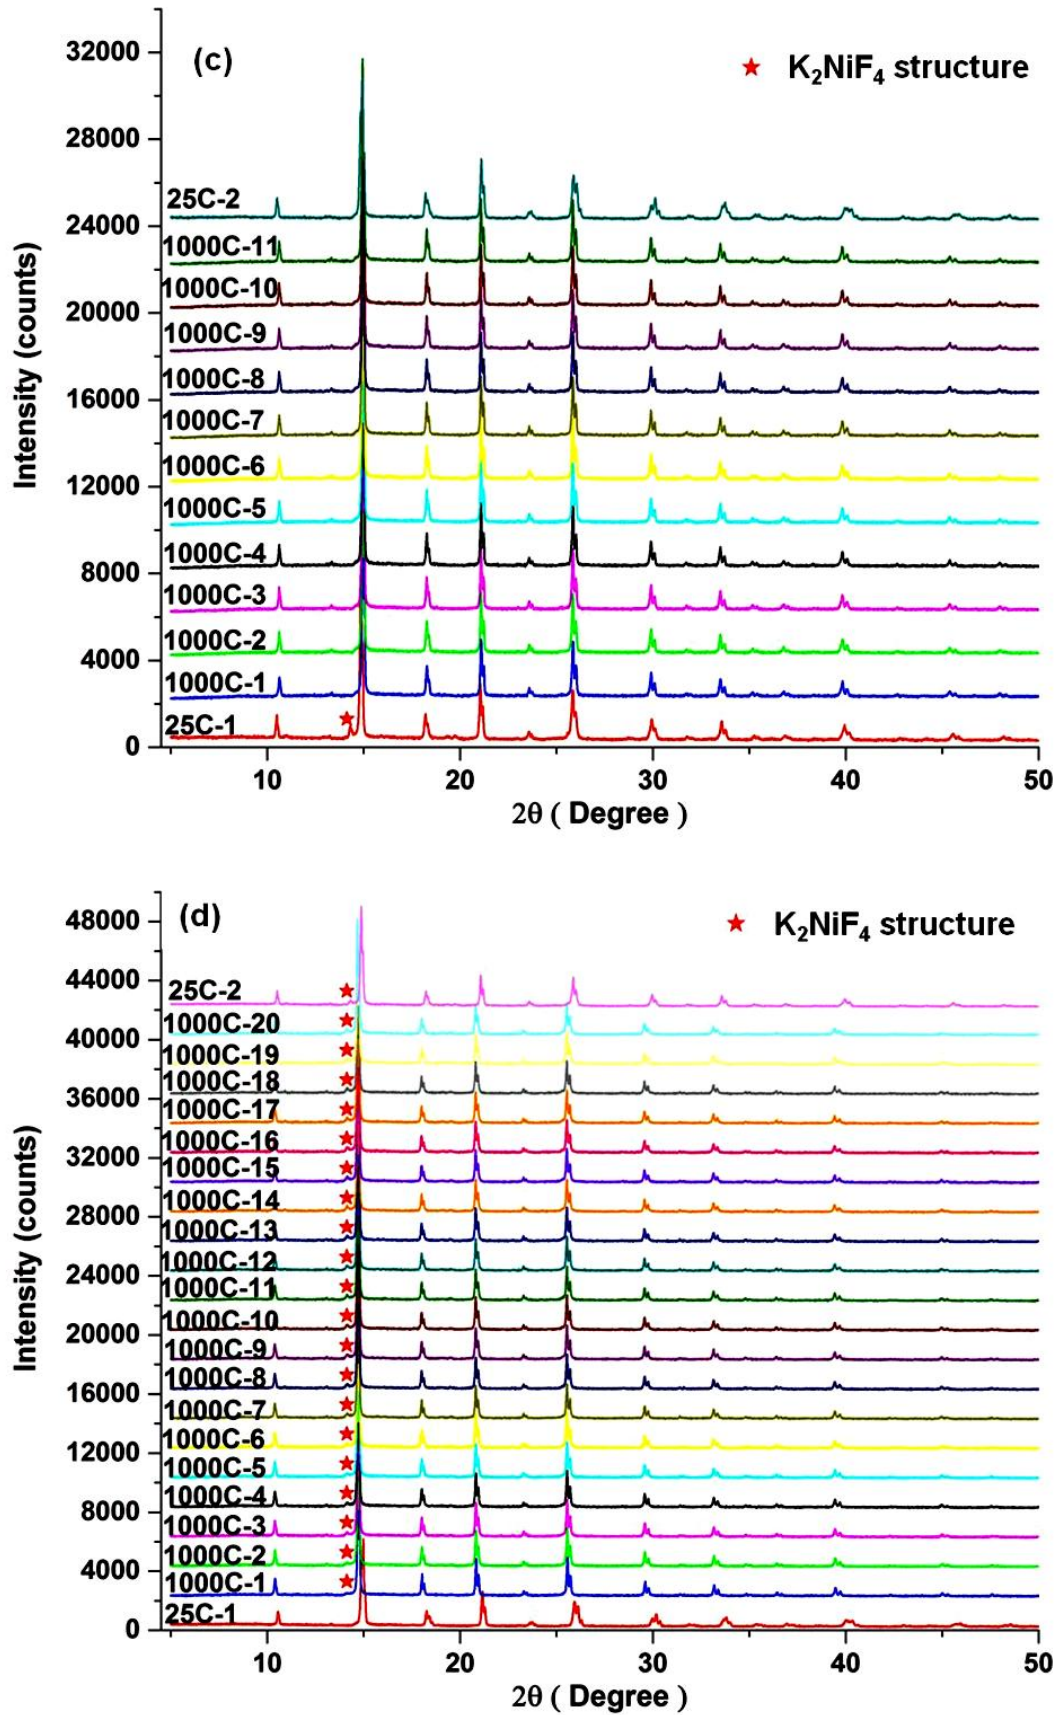 (c)
★ K₂NiF₄ structure
32000
28000
24000
20000
16000
12000
8000
4000
0
Intensity (counts)
25C-2
1000C-11
1000C-10
1000C-9
1000C-8
1000C-7
1000C-6
1000C-5
1000C-4
1000C-3
1000C-2
1000C-1
25C-1
10 20 30 40 50
2θ ( Degree )
(d)
★ K₂NiF₄ structure
48000
44000
40000
36000
32000
28000
24000
20000
16000
12000
8000
4000
0
Intensity (counts)
25C-2
1000C-20
1000C-19
1000C-18
1000C-17
1000C-16
1000C-15
1000C-14
1000C-13
1000C-12
1000C-11
1000C-10
1000C-9
1000C-8
1000C-7
1000C-6
1000C-5
1000C-4
1000C-3
1000C-2
1000C-1
25C-1
10 20 30 40 50
2θ ( Degree )